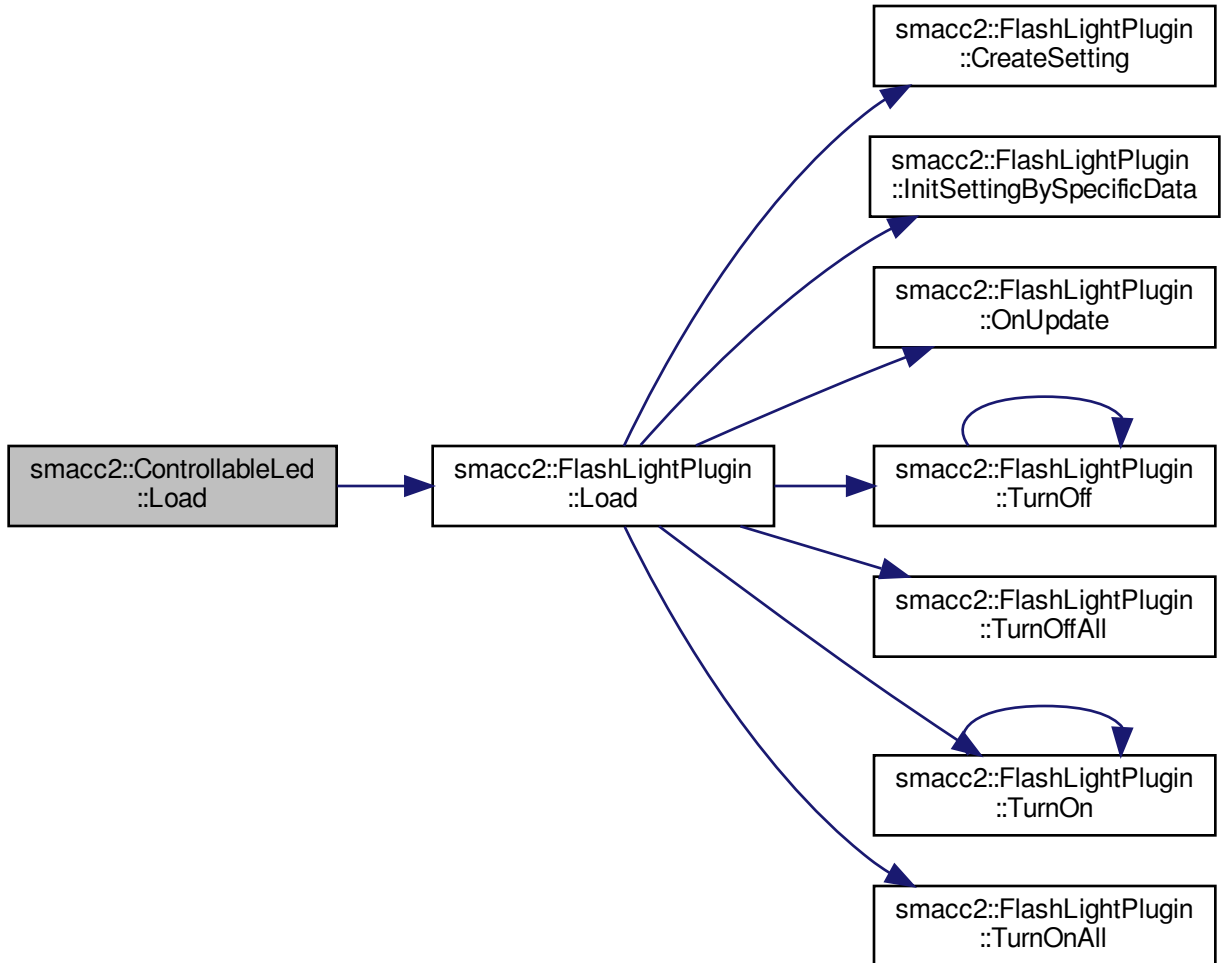 smacc2::FlashLightPlugin
::CreateSetting
smacc2::FlashLightPlugin
::InitSettingBySpecificData
smacc2::FlashLightPlugin
::OnUpdate
smacc2::ControllableLed
::Load
smacc2::FlashLightPlugin
::Load
smacc2::FlashLightPlugin
::TurnOff
smacc2::FlashLightPlugin
::TurnOffAll
smacc2::FlashLightPlugin
::TurnOn
smacc2::FlashLightPlugin
::TurnOnAll